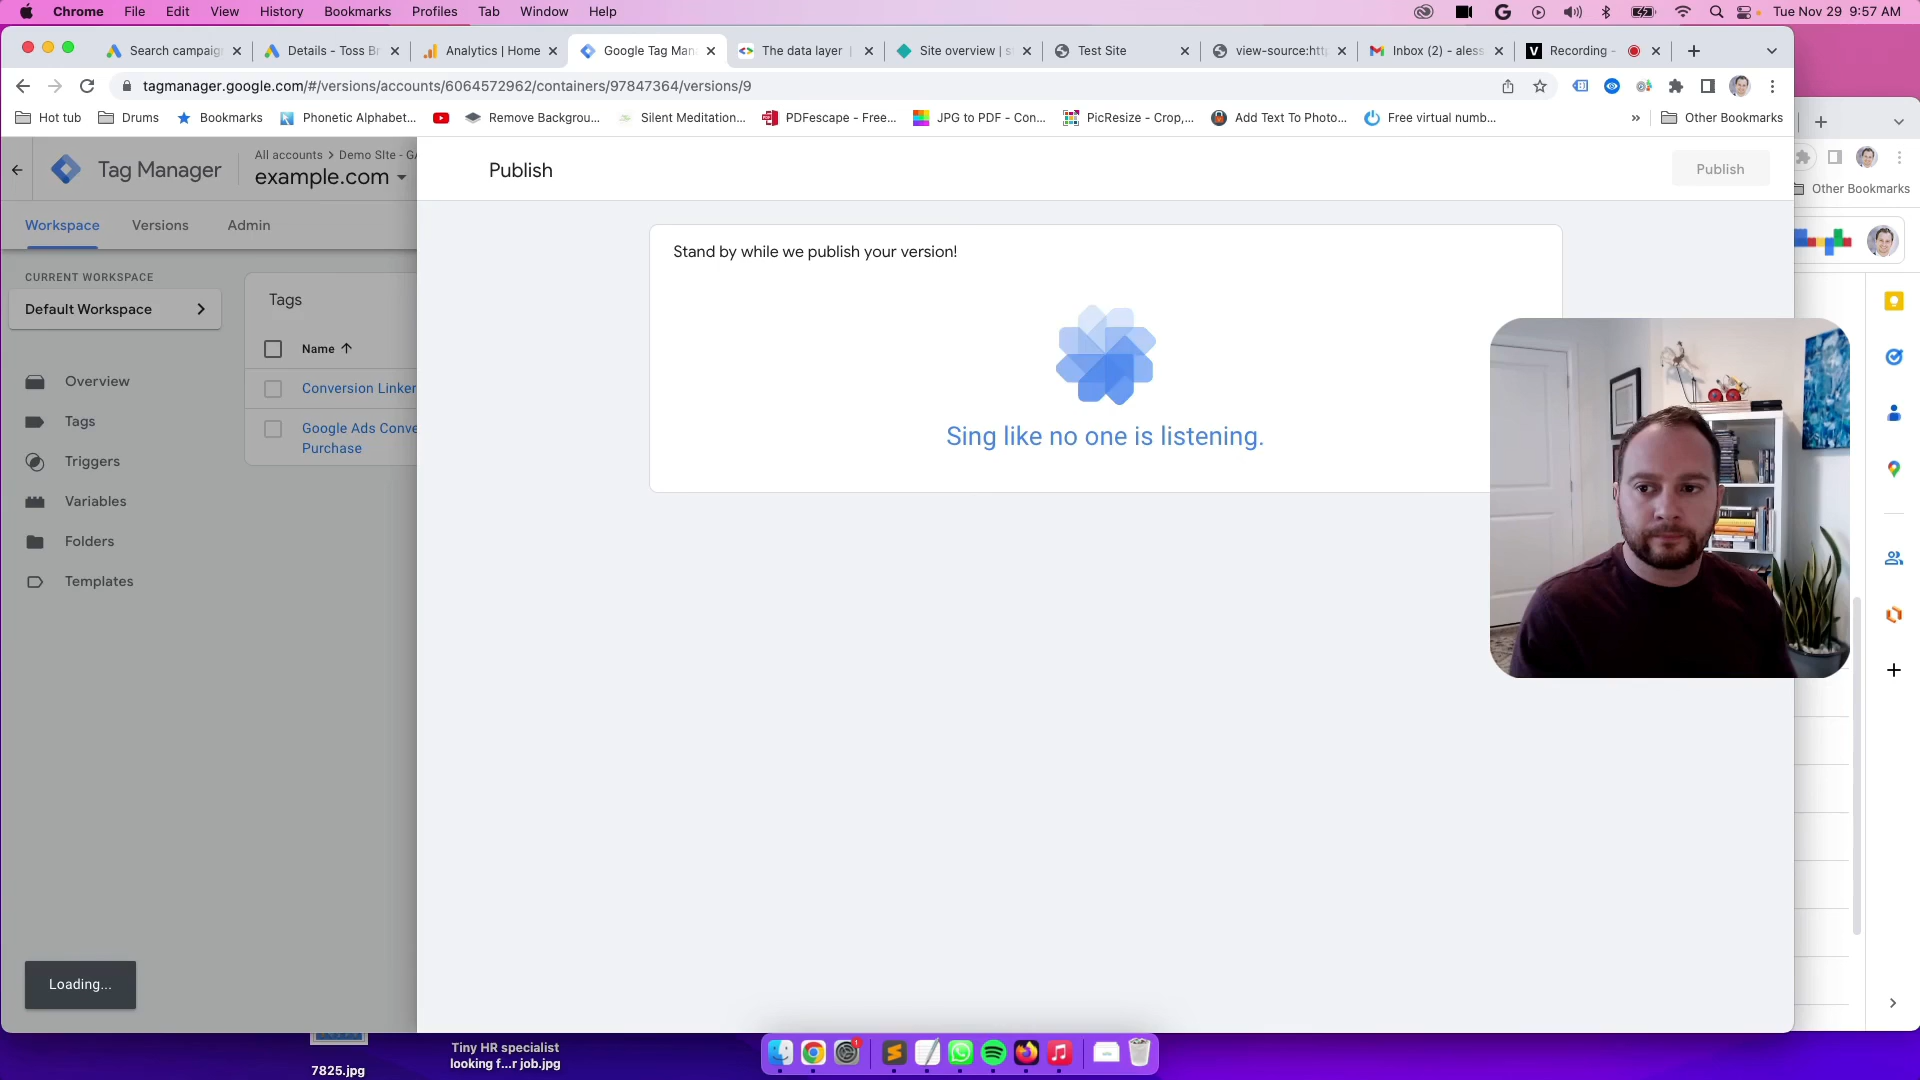 Chrome File Edit View History Bookmarks Profiles Tab Window Help
Tue Nov 29 9:57 AM
Search campaig
Details - Toss B
Analytics | Home
Google Tag Man
The data layer
Site overview | s
Test Site
view-source:htt
Inbox (2) - aless
V Recording -
tagmanager.google.com/#/versions/accounts/6064572962/containers/97847364/versions/9
Hot tub
Drums
Bookmarks
Phonetic Alphabet...
Remove Backgrou...
Silent Meditation...
PDFescape - Free...
JPG to PDF - Con...
PicResize - Crop,...
Add Text To Photo...
Free virtual numb...
»
Other Bookmarks
Other Bookmarks
Tag Manager
All accounts > Demo SIte - GA
example.com
Publish
Publish
Workspace
Versions
Admin
CURRENT WORKSPACE
Default Workspace
Overview
Tags
Triggers
Variables
Folders
Templates
Tags
Name
Conversion Linker
Google Ads Conve
Purchase
Stand by while we publish your version!
Sing like no one is listening.
Loading...
7825.jpg
Tiny HR specialist
looking f...r job.jpg
1